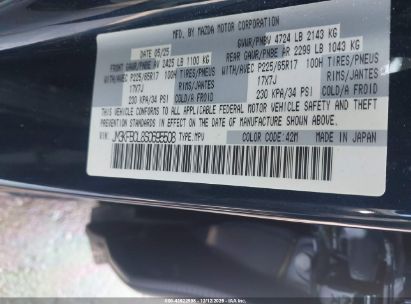 MFD. BY MAZDA MOTOR CORPORATION
DATE 05/25 GVWR/PNBV 4724 LB 2143 KG
FRONT GAWR/PNBE AV 2425 LB 1100 KG REAR GAWR/PNBE AR 2299 LB 1043 KG
WITH/AVEC P225/65R17 100H TIRES/PNEUS WITH/AVEC P225/65R17 100H TIRES/PNEUS
17X7J RIMS/JANTES 17X7J RIMS/JANTES
230 KPA/34 PSI COLD/A FROID 230 KPA/34 PSI COLD/A FROID
THIS VEHICLE CONFORMS TO ALL APPLICABLE FEDERAL MOTOR VEHICLE SAFETY, BUMPER AND THEFT
PREVENTION STANDARDS IN EFFECT ON THE DATE OF MANUFACTURE SHOWN ABOVE.
VIN: TYPE:MPV COLOR CODE:42M MADE IN JAPAN